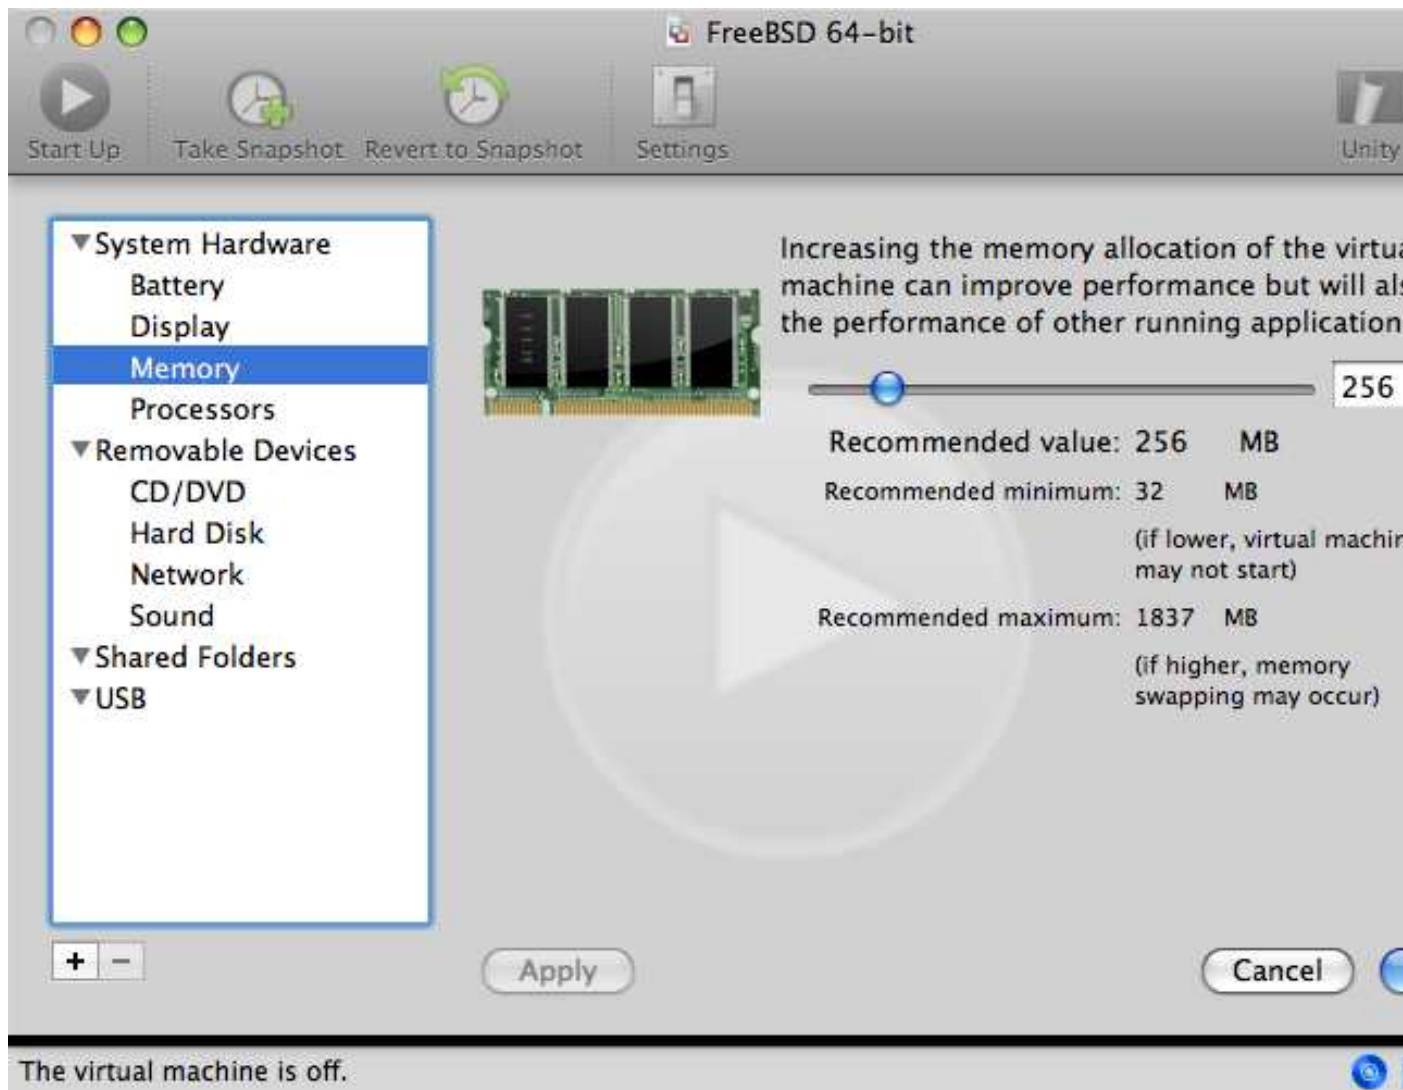 FreeBSD 64-bit
Start Up
Take Snapshot
Revert to Snapshot
Settings
Unity
System Hardware
Battery
Display
Memory
Processors
Removable Devices
CD/DVD
Hard Disk
Network
Sound
Shared Folders
USB
Increasing the memory allocation of the
machine can improve performance but will
the performance of other running
256
Recommended value: 256 MB
Recommended minimum: 32 MB
(if lower, virtual
may not start)
Recommended maximum: 1837 MB
(if higher, memory
swapping may occur)
+ −
Apply
Cancel
The virtual machine is off.